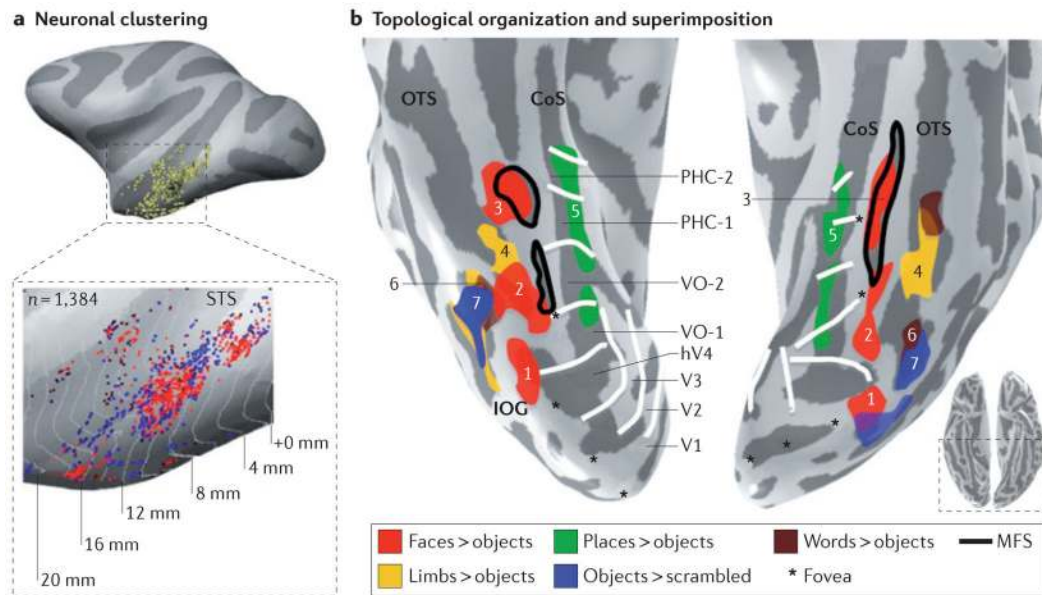 a Neuronal clustering
n = 1,384
STS
+0 mm
4 mm
8 mm
12 mm
16 mm
20 mm
b Topological organization and superimposition
OTS
CoS
3
5
4
6
7
2
1
IOG
PHC-2
PHC-1
VO-2
VO-1
hV4
V3
V2
V1
CoS
OTS
3
5
4
2
6
7
1
Faces > objects
Places > objects
Words > objects
MFS
Limbs > objects
Objects > scrambled
* Fovea